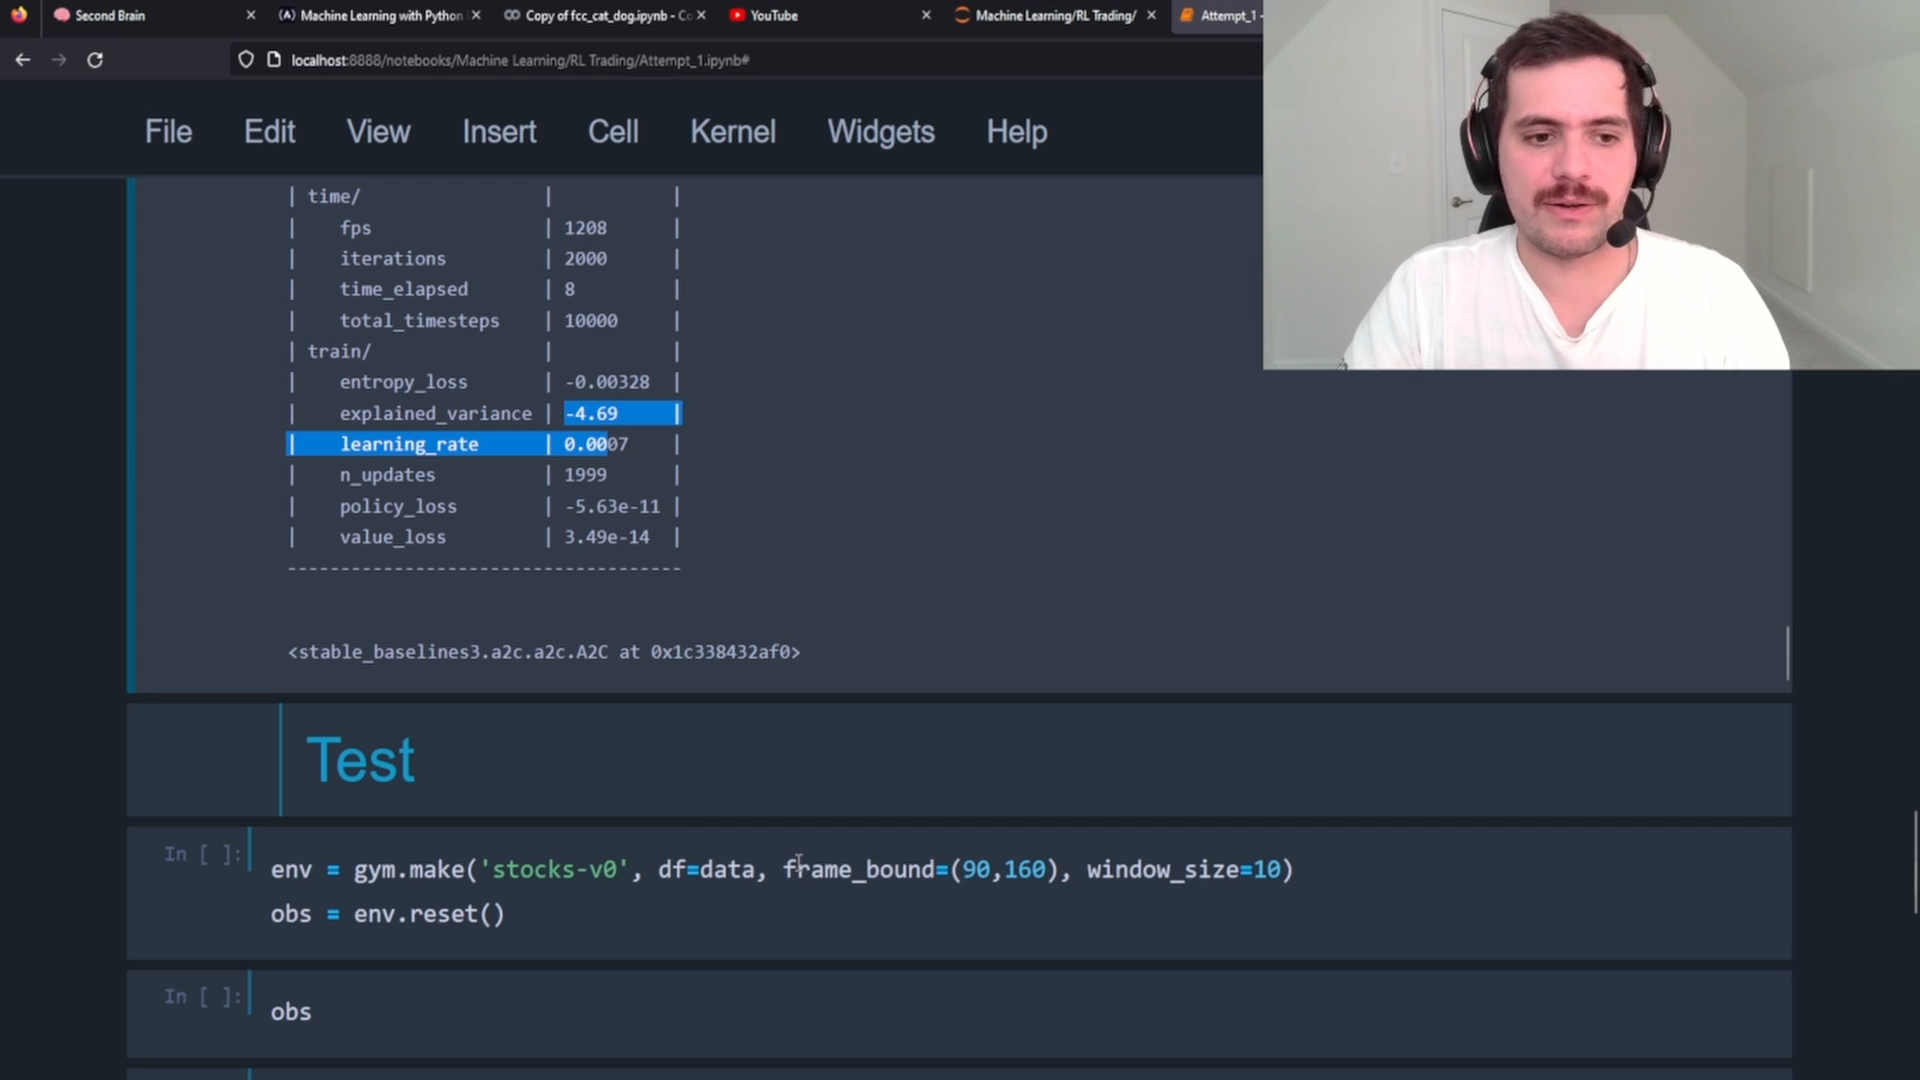 Second Brain
Machine Learning with Python
Copy of fcc_cat_dog.ipynb - Co
YouTube
Machine Learning/RL Trading/
Attempt_1 -
localhost:8888/notebooks/Machine Learning/RL Trading/Attempt_1.ipynb#
File Edit View Insert Cell Kernel Widgets Help
| time/ | |
| fps | 1208 |
| iterations | 2000 |
| time_elapsed | 8 |
| total_timesteps | 10000 |
| train/ | |
| entropy_loss | -0.00328 |
| explained_variance | -4.69 |
| learning_rate | 0.0007 |
| n_updates | 1999 |
| policy_loss | -5.63e-11 |
| value_loss | 3.49e-14 |
-------------------------------------
<stable_baselines3.a2c.a2c.A2C at 0x1c338432af0>
Test
In [ ]:
env = gym.make('stocks-v0', df=data, frame_bound=(90,160), window_size=10)
obs = env.reset()
In [ ]:
obs